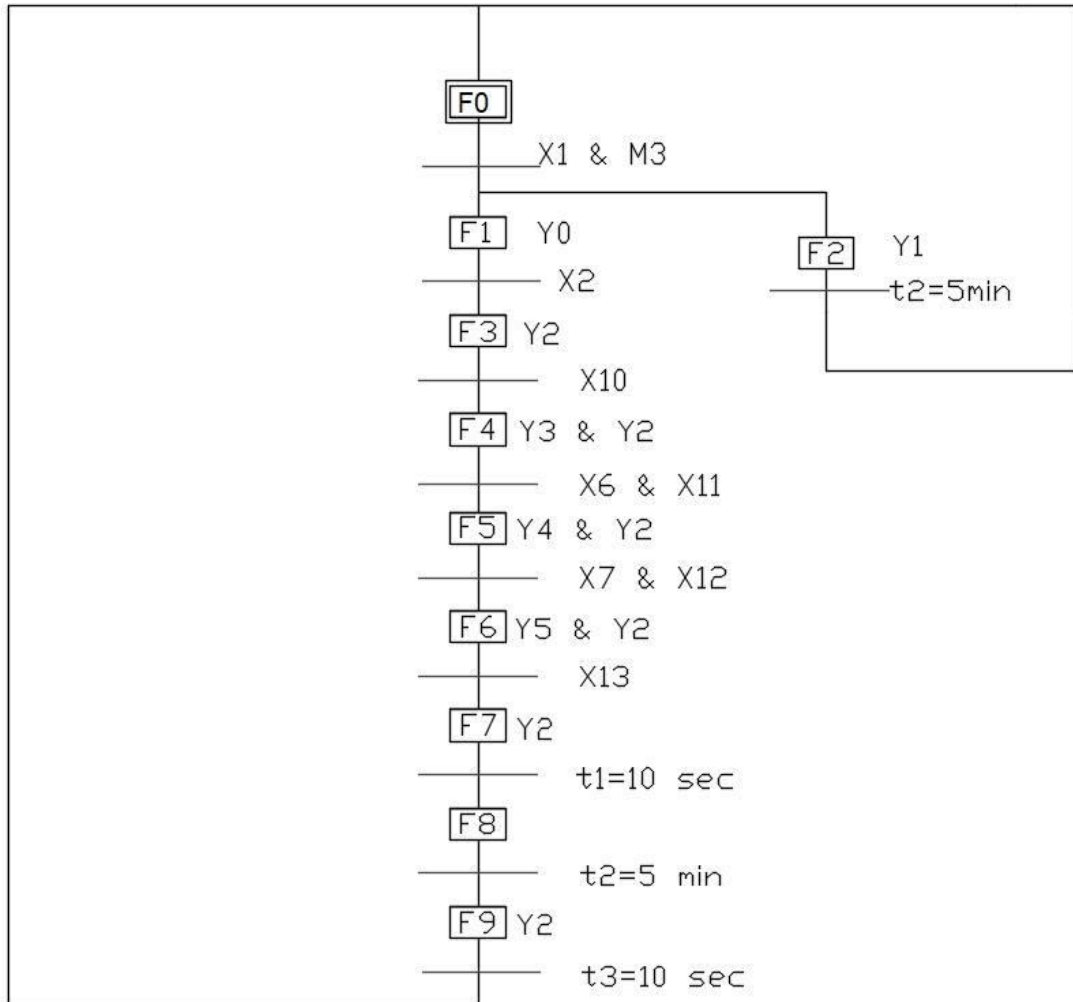 F0
X1 & M3
F1 Y0
F2 Y1
X2
t2=5min
F3 Y2
X10
F4 Y3 & Y2
X6 & X11
F5 Y4 & Y2
X7 & X12
F6 Y5 & Y2
X13
F7 Y2
t1=10 sec
F8
t2=5 min
F9 Y2
t3=10 sec